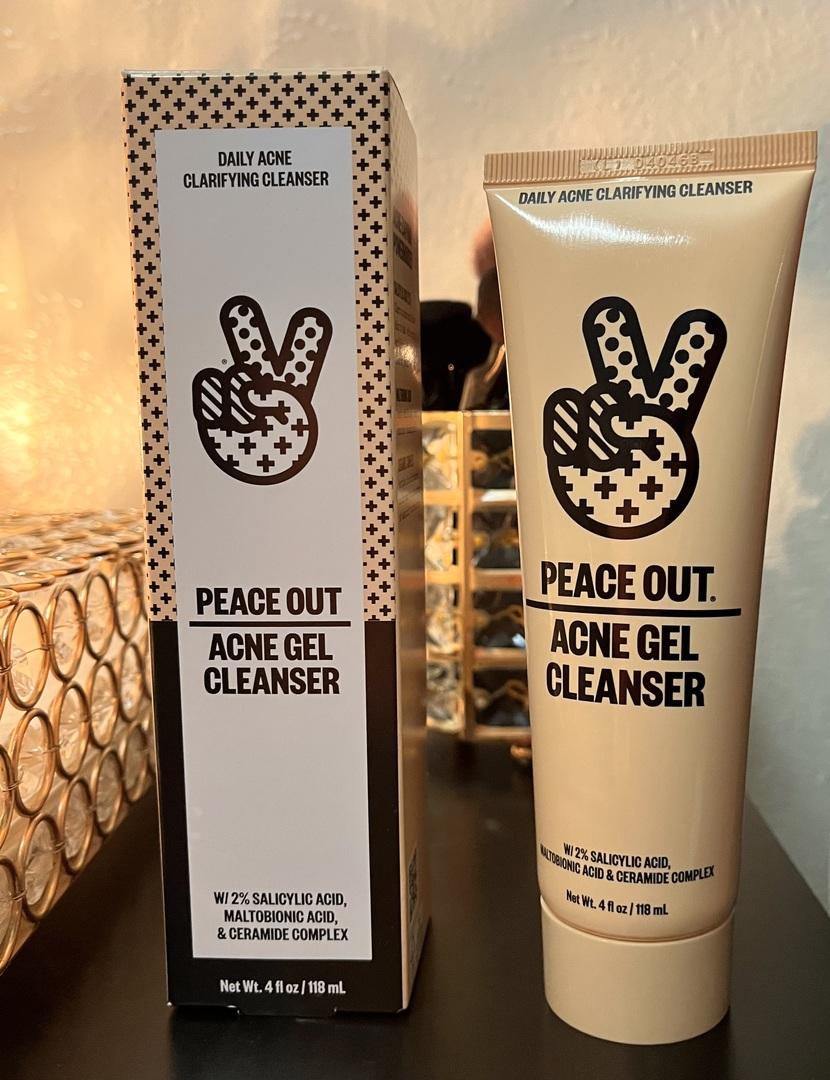 DAILY ACNE
CLARIFYING CLEANSER
®
PEACE OUT
ACNE GEL
CLEANSER
W/ 2% SALICYLIC ACID,
MALTOBIONIC ACID,
& CERAMIDE COMPLEX
Net Wt. 4 fl oz / 118 mL
(L) 040463
DAILY ACNE CLARIFYING CLEANSER
PEACE OUT®
ACNE GEL
CLEANSER
W/ 2% SALICYLIC ACID,
MALTOBIONIC ACID & CERAMIDE COMPLEX
Net Wt. 4 fl oz / 118 mL